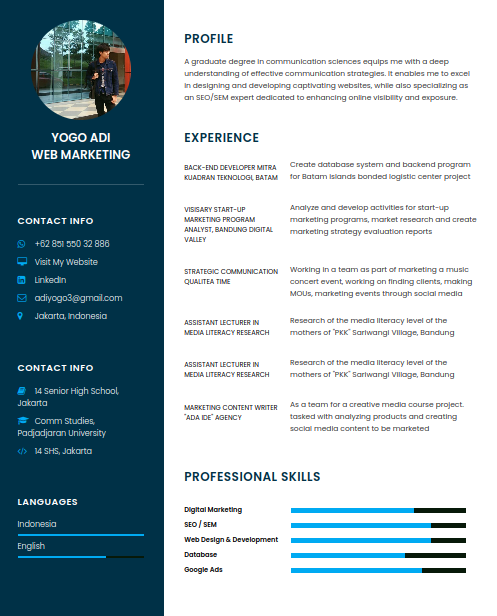 YOGO ADI
WEB MARKETING
CONTACT INFO
+62 851 550 32 886
Visit My Website
LinkedIn
adiyogo3@gmail.com
Jakarta, Indonesia
CONTACT INFO
14 Senior High School,
Jakarta
Comm Studies,
Padjadjaran University
14 SHS, Jakarta
LANGUAGES
Indonesia
English
PROFILE
A graduate degree in communication sciences equips me with a deep
understanding of effective communication strategies. It enables me to excel
in designing and developing captivating websites, while also specializing as
an SEO/SEM expert dedicated to enhancing online visibility and exposure.
EXPERIENCE
BACK-END DEVELOPER MITRA
KUADRAN TEKNOLOGI, BATAM
Create database system and backend program
for Batam islands bonded logistic center project
VISISARY START-UP
MARKETING PROGRAM
ANALYST, BANDUNG DIGITAL
VALLEY
Analyze and develop activities for start-up
marketing programs, market research and create
marketing strategy evaluation reports
STRATEGIC COMMUNICATION
QUALITEA TIME
Working in a team as part of marketing a music
concert event, working on finding clients, making
MOUs, marketing events through social media
ASSISTANT LECTURER IN
MEDIA LITERACY RESEARCH
Research of the media literacy level of the
mothers of "PKK" Sariwangi Village, Bandung
ASSISTANT LECTURER IN
MEDIA LITERACY RESEARCH
Research of the media literacy level of the
mothers of "PKK" Sariwangi Village, Bandung
MARKETING CONTENT WRITER
"ADA IDE" AGENCY
As a team for a creative media course project.
tasked with analyzing products and creating
social media content to be marketed
PROFESSIONAL SKILLS
Digital Marketing
SEO / SEM
Web Design & Development
Database
Google Ads